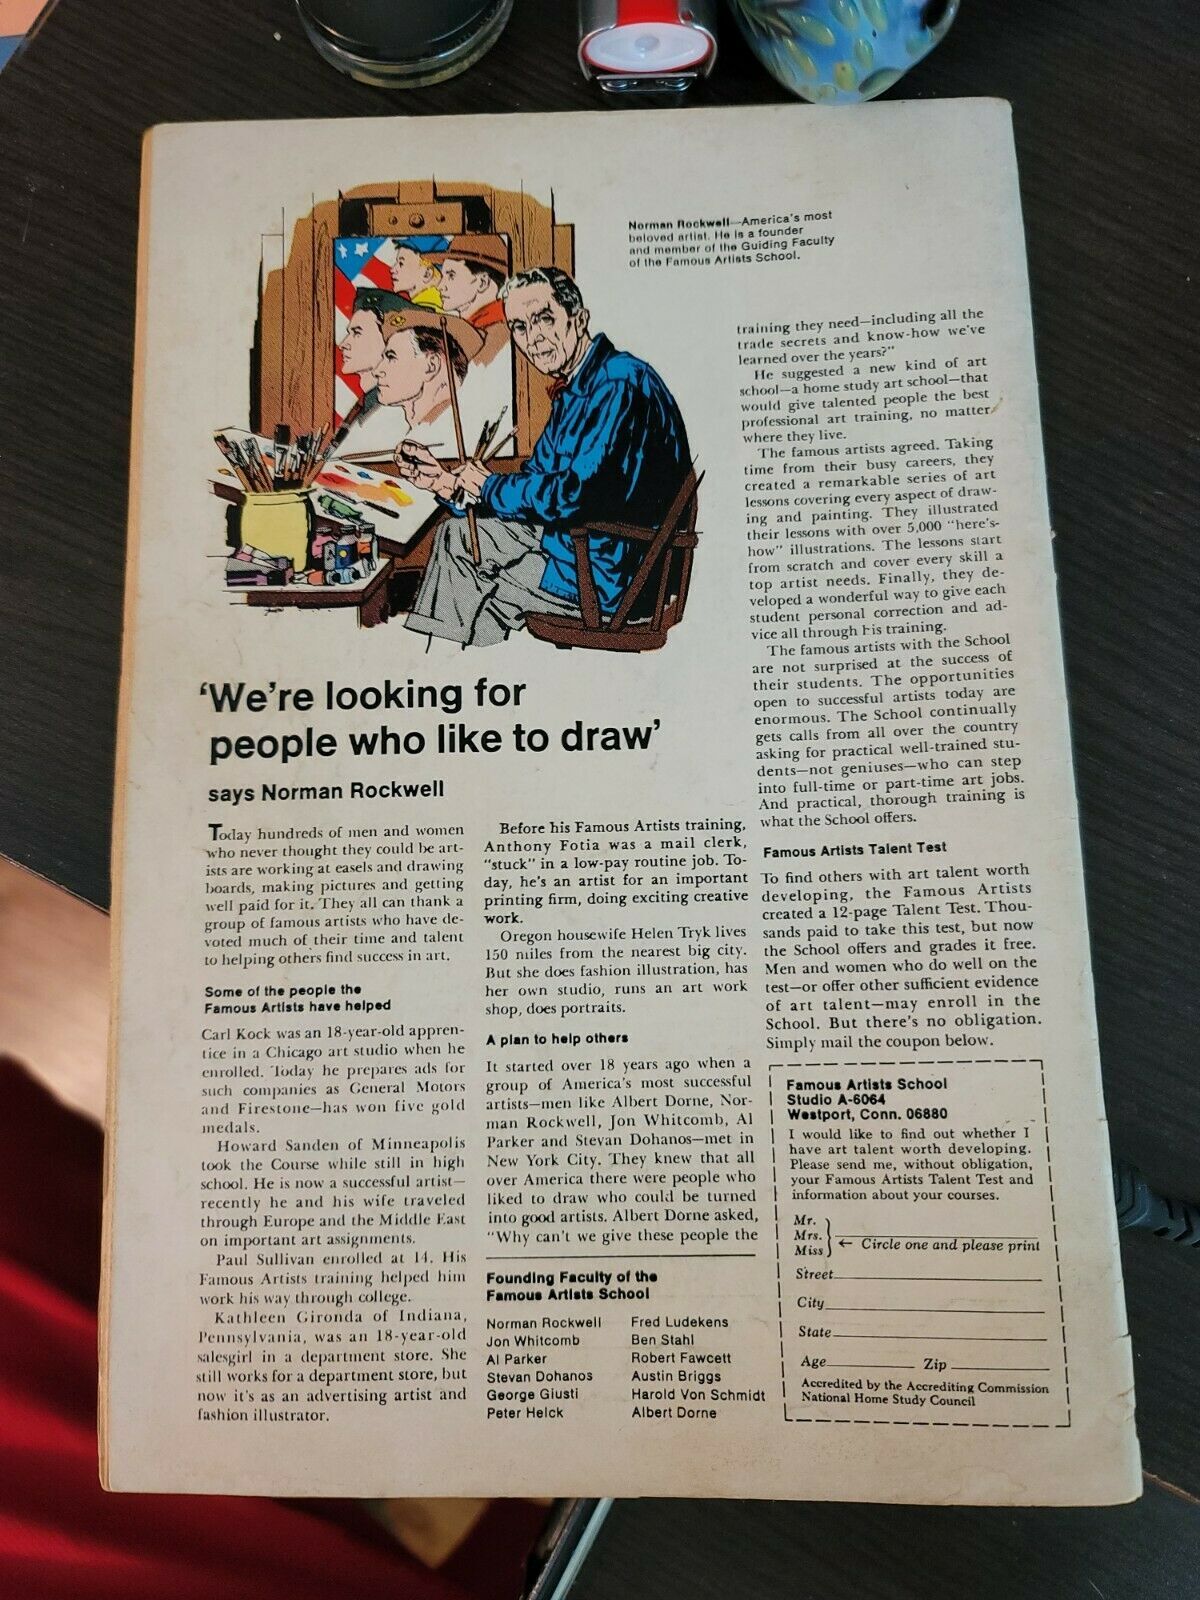 Norman Rockwell—America's most
beloved artist. He is a founder
and member of the Guiding Faculty
of the Famous Artists School.
'We're looking for
people who like to draw'
says Norman Rockwell
Today hundreds of men and women
who never thought they could be art-
ists are working at easels and drawing
boards, making pictures and getting
well paid for it. They all can thank a
group of famous artists who have de-
voted much of their time and talent
to helping others find success in art.
Some of the people the
Famous Artists have helped
Carl Kock was an 18-year-old appren-
tice in a Chicago art studio when he
enrolled. Today he prepares ads for
such companies as General Motors
and Firestone—has won five gold
medals.
Howard Sanden of Minneapolis
took the Course while still in high
school. He is now a successful artist—
recently he and his wife traveled
through Europe and the Middle East
on important art assignments.
Paul Sullivan enrolled at 14. His
Famous Artists training helped him
work his way through college.
Kathleen Gironda of Indiana,
Pennsylvania, was an 18-year-old
salesgirl in a department store. She
still works for a department store, but
now it's as an advertising artist and
fashion illustrator.
Before his Famous Artists training,
Anthony Fotia was a mail clerk,
"stuck" in a low-pay routine job. To-
day, he's an artist for an important
printing firm, doing exciting creative
work.
Oregon housewife Helen Tryk lives
150 miles from the nearest big city.
But she does fashion illustration, has
her own studio, runs an art work
shop, does portraits.
A plan to help others
It started over 18 years ago when a
group of America's most successful
artists—men like Albert Dorne, Nor-
man Rockwell, Jon Whitcomb, Al
Parker and Stevan Dohanos—met in
New York City. They knew that all
over America there were people who
liked to draw who could be turned
into good artists. Albert Dorne asked,
"Why can't we give these people the
Founding Faculty of the
Famous Artists School
Norman Rockwell
Jon Whitcomb
Al Parker
Stevan Dohanos
George Giusti
Peter Helck
Fred Ludekens
Ben Stahl
Robert Fawcett
Austin Briggs
Harold Von Schmidt
Albert Dorne
training they need—including all the
trade secrets and know-how we've
learned over the years?"
He suggested a new kind of art
school—a home study art school—that
would give talented people the best
professional art training, no matter
where they live.
The famous artists agreed. Taking
time from their busy careers, they
created a remarkable series of art
lessons covering every aspect of draw-
ing and painting. They illustrated
their lessons with over 5,000 "here's-
how" illustrations. The lessons start
from scratch and cover every skill a
top artist needs. Finally, they de-
veloped a wonderful way to give each
student personal correction and ad-
vice all through his training.
The famous artists with the School
are not surprised at the success of
their students. The opportunities
open to successful artists today are
enormous. The School continually
gets calls from all over the country
asking for practical well-trained stu-
dents—not geniuses—who can step
into full-time or part-time art jobs.
And practical, thorough training is
what the School offers.
Famous Artists Talent Test
To find others with art talent worth
developing, the Famous Artists
created a 12-page Talent Test. Thou-
sands paid to take this test, but now
the School offers and grades it free.
Men and women who do well on the
test—or offer other sufficient evidence
of art talent—may enroll in the
School. But there's no obligation.
Simply mail the coupon below.
Famous Artists School
Studio A-6064
Westport, Conn. 06880
I would like to find out whether I
have art talent worth developing.
Please send me, without obligation,
your Famous Artists Talent Test and
information about your courses.
Mr.
Mrs.
Miss ← Circle one and please print
Street
City
State
Age Zip
Accredited by the Accrediting Commission
National Home Study Council